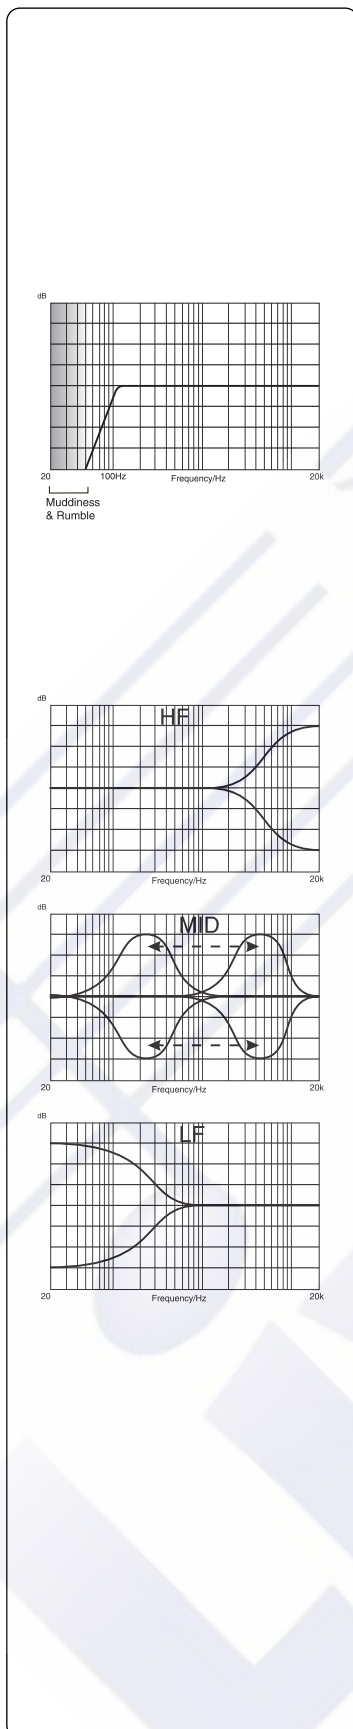 dB
20 100Hz Frequency/Hz 20k
Muddiness
& Rumble
dB
HF
20 Frequency/Hz 20k
dB
MID
20 Frequency/Hz 20k
dB
LF
20 Frequency/Hz 20k